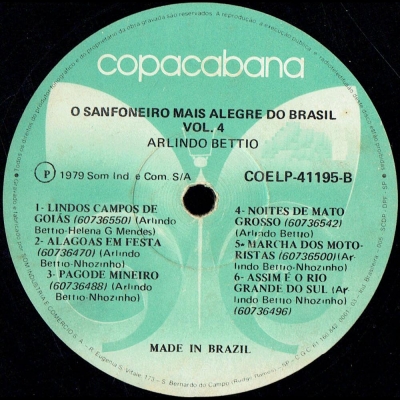 copacabana
O SANFONEIRO MAIS ALEGRE DO BRASIL
VOL. 4
ARLINDO BETTIO
P 1979 Som Ind e Com. S/A
COELP-41195-B
1- LINDOS CAMPOS DE
GOIÁS (60736550) (Arlindo
Bettio-Helena G Mendes)
2- ALAGOAS EM FESTA
(60736470) (Arlindo
Bettio-Nhozinho)
3- PAGODE MINEIRO
(60736488) (Arlindo
Bettio-Nhozinho)
4- NOITES DE MATO
GROSSO (60736542)
(Arlindo Bettio)
5- MARCHA DOS MOTO-
RISTAS (60736500) (Ar-
lindo Bettio-Nhozinho)
6- ASSIM É O RIO
GRANDE DO SUL (Ar-
lindo Bettio Nhozinho)
(60736496)
MADE IN BRAZIL